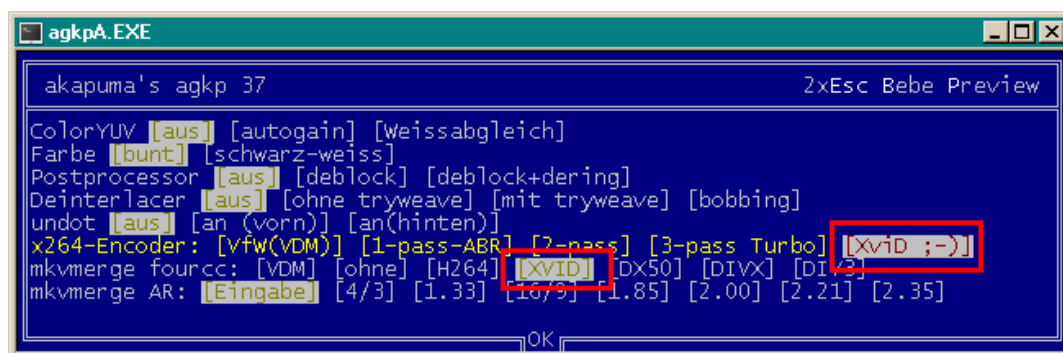 agkpA.EXE
akapuma's agkp 37 2xEsc Bebe Preview
ColorYUV [aus] [autogain] [Weissabgleich]
Farbe [bunt] [schwarz-weiss]
Postprocessor [aus] [deblock] [deblock+dering]
Deinterlacer [aus] [ohne tryweave] [mit tryweave] [bobbing]
undot [aus] [an (vorn)] [an(hinten)]
x264-Encoder: [VfW(VDM)] [1-pass-ABR] [2-pass] [3-pass Turbo] [XviD ;-)]
mkvmerge fourcc: [VDM] [ohne] [H264] [XVID] [DX50] [DIVX] [DIV3]
mkvmerge AR: [Eingabe] [4/3] [1.33] [16/9] [1.85] [2.00] [2.21] [2.35]
OK